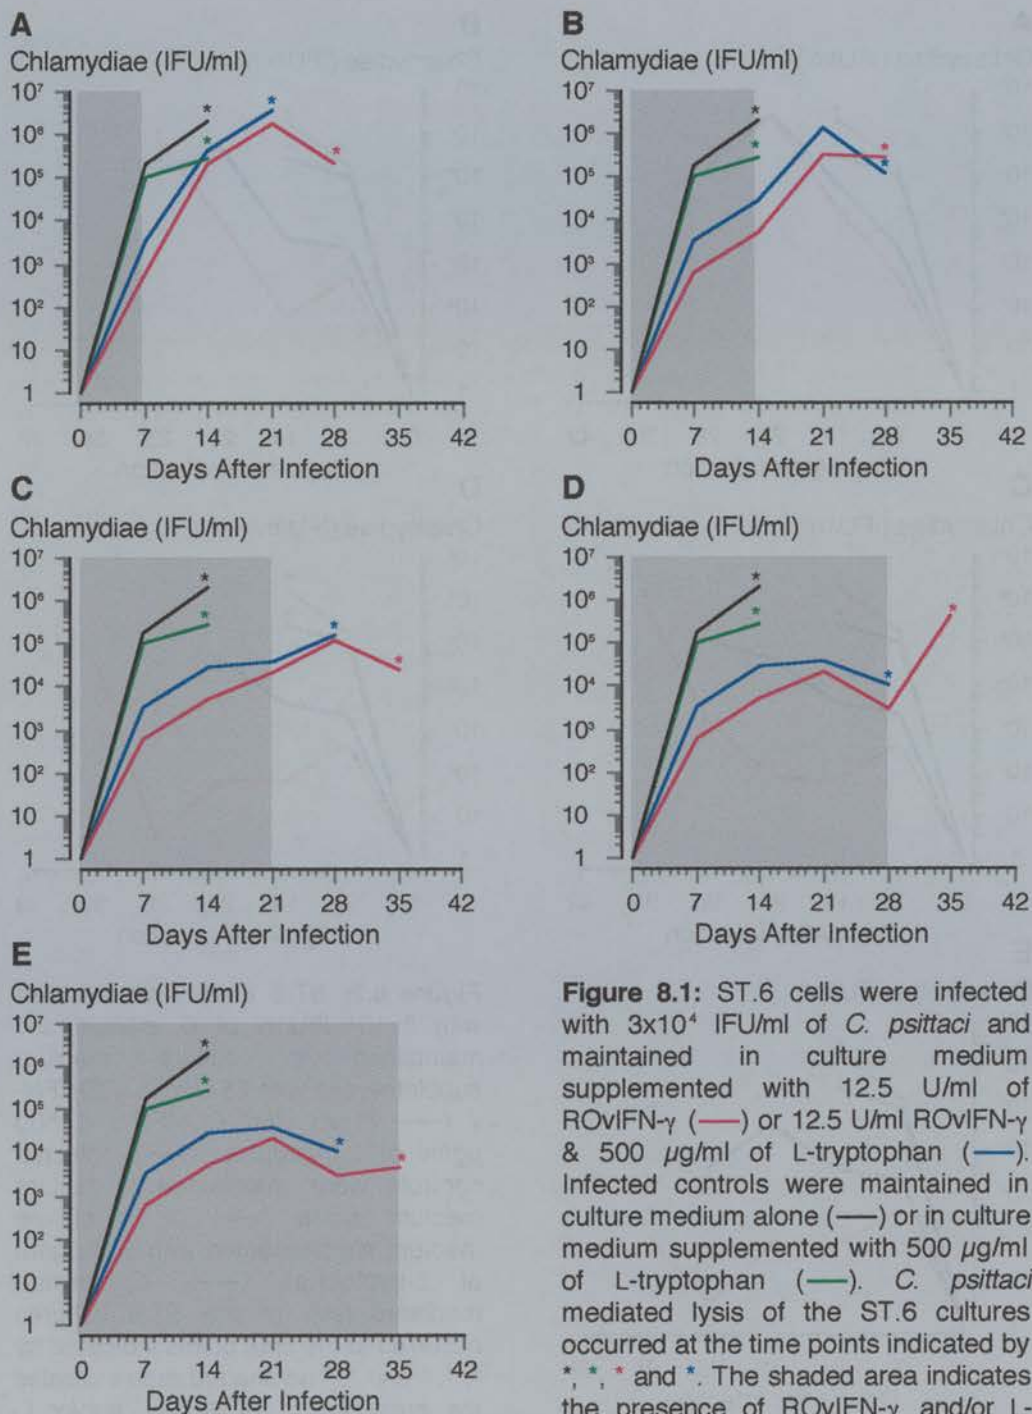 A
Chlamydiae (IFU/ml)
10⁷
10⁶
10⁵
10⁴
10³
10²
10
1
0 7 14 21 28 35 42
Days After Infection
B
Chlamydiae (IFU/ml)
10⁷
10⁶
10⁵
10⁴
10³
10²
10
1
0 7 14 21 28 35 42
Days After Infection
C
Chlamydiae (IFU/ml)
10⁷
10⁶
10⁵
10⁴
10³
10²
10
1
0 7 14 21 28 35 42
Days After Infection
D
Chlamydiae (IFU/ml)
10⁷
10⁶
10⁵
10⁴
10³
10²
10
1
0 7 14 21 28 35 42
Days After Infection
E
Chlamydiae (IFU/ml)
10⁷
10⁶
10⁵
10⁴
10³
10²
10
1
0 7 14 21 28 35 42
Days After Infection
Figure 8.1: ST.6 cells were infected
with 3x10⁴ IFU/ml of C. psittaci and
maintained in culture medium
supplemented with 12.5 U/ml of
ROvIFN-γ (—) or 12.5 U/ml ROvIFN-γ
& 500 µg/ml of L-tryptophan (—).
Infected controls were maintained in
culture medium alone (—) or in culture
medium supplemented with 500 µg/ml
of L-tryptophan (—). C. psittaci
mediated lysis of the ST.6 cultures
occurred at the time points indicated by
*, *, * and *. The shaded area indicates
the presence of ROvIFN-γ and/or L-